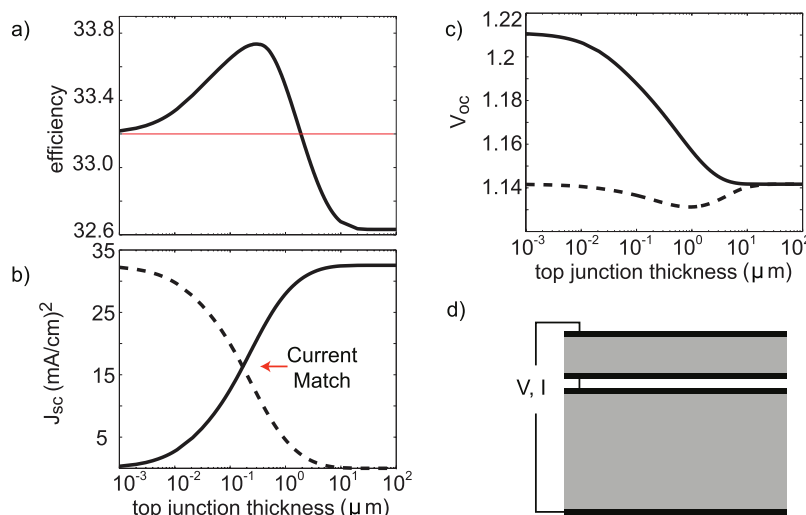 a)
efficiency
33.8
33.4
33.0
32.6
b)
J_sc (mA/cm)²
35
25
15
5
Current
Match
10⁻³ 10⁻² 10⁻¹ 10⁰ 10¹ 10²
top junction thickness (μm)
c)
V_oc
1.2
1.22
1.18
1.16
1.14
10⁻³ 10⁻² 10⁻¹ 10⁰ 10¹ 10²
top junction thickness (μm)
d)
V, I